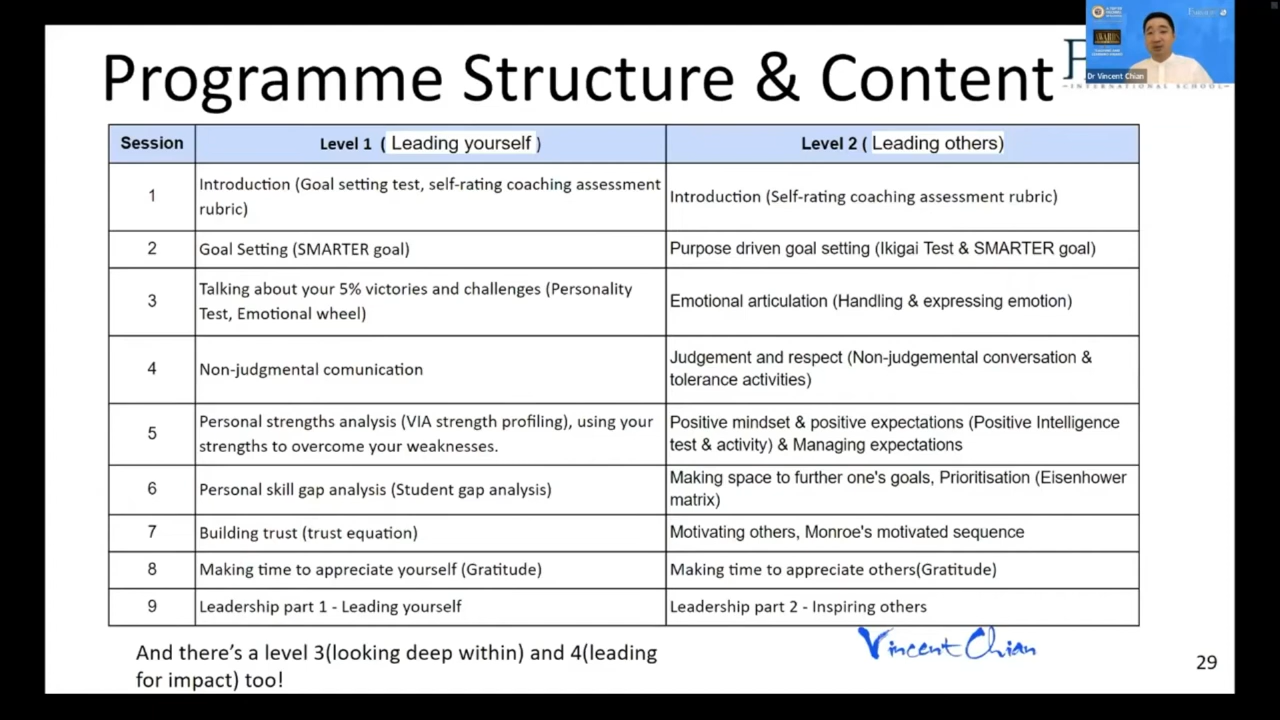 Programme Structure & Content
Dr Vincent Chian
INTERNATIONAL SCHOOL
Session
Level 1 ( Leading yourself )
Level 2 ( Leading others)
1
Introduction (Goal setting test, self-rating coaching assessment
rubric)
Introduction (Self-rating coaching assessment rubric)
2
Goal Setting (SMARTER goal)
Purpose driven goal setting (Ikigai Test & SMARTER goal)
3
Talking about your 5% victories and challenges (Personality
Test, Emotional wheel)
Emotional articulation (Handling & expressing emotion)
4
Non-judgmental comunication
Judgement and respect (Non-judgemental conversation &
tolerance activities)
5
Personal strengths analysis (VIA strength profiling), using your
strengths to overcome your weaknesses.
Positive mindset & positive expectations (Positive Intelligence
test & activity) & Managing expectations
6
Personal skill gap analysis (Student gap analysis)
Making space to further one's goals, Prioritisation (Eisenhower
matrix)
7
Building trust (trust equation)
Motivating others, Monroe's motivated sequence
8
Making time to appreciate yourself (Gratitude)
Making time to appreciate others(Gratitude)
9
Leadership part 1 - Leading yourself
Leadership part 2 - Inspiring others
Vincent Chian
And there's a level 3(looking deep within) and 4(leading
for impact) too!
29